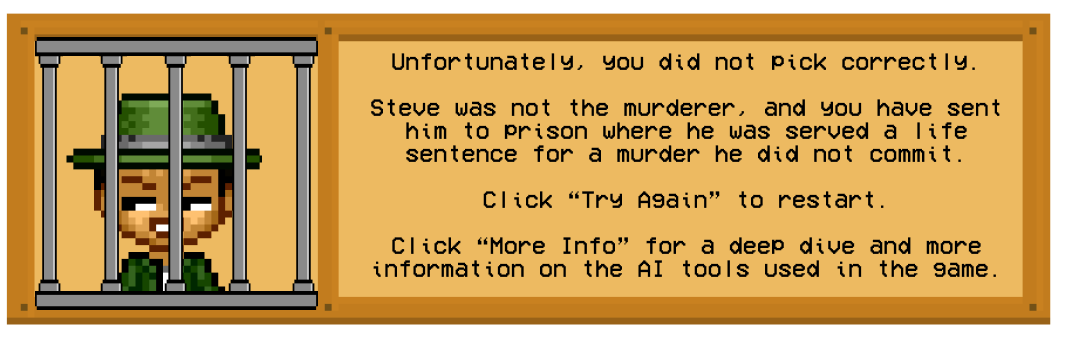 Unfortunately, you did not pick correctly.
Steve was not the murderer, and you have sent
him to prison where he was served a life
sentence for a murder he did not commit.
Click “Try Again” to restart.
Click “More Info” for a deep dive and more
information on the AI tools used in the game.